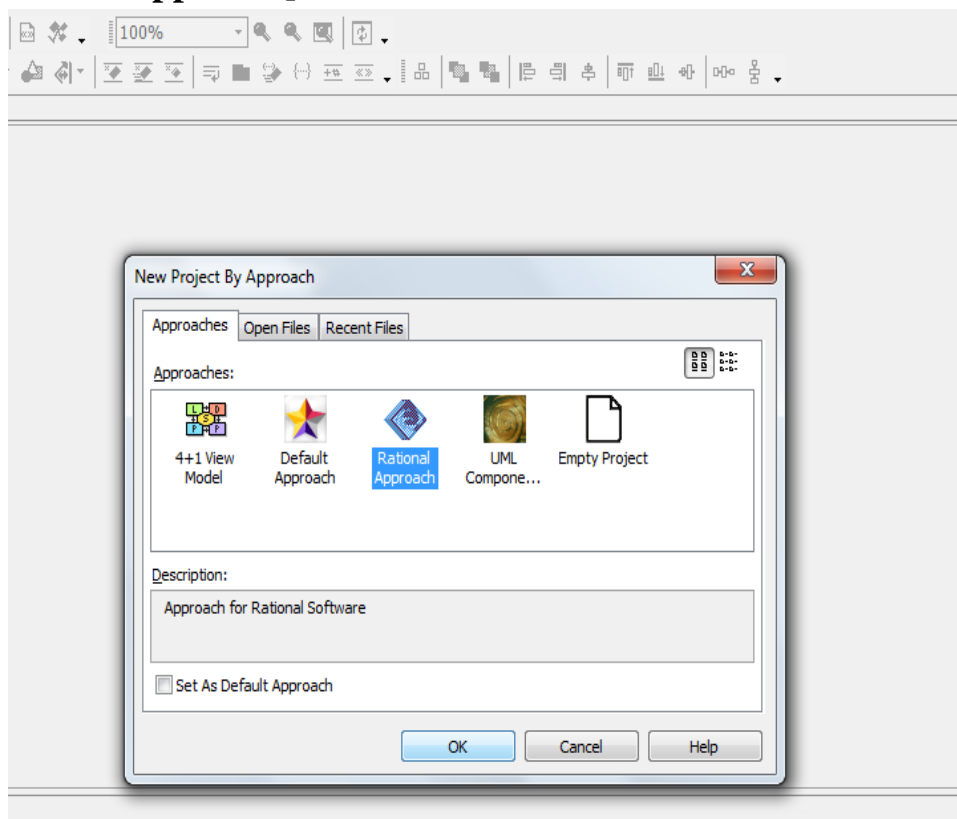 100%
New Project By Approach
Approaches Open Files Recent Files
Approaches:
4+1 View Model
Default Approach
Rational Approach
UML Compone...
Empty Project
Description:
Approach for Rational Software
Set As Default Approach
OK Cancel Help